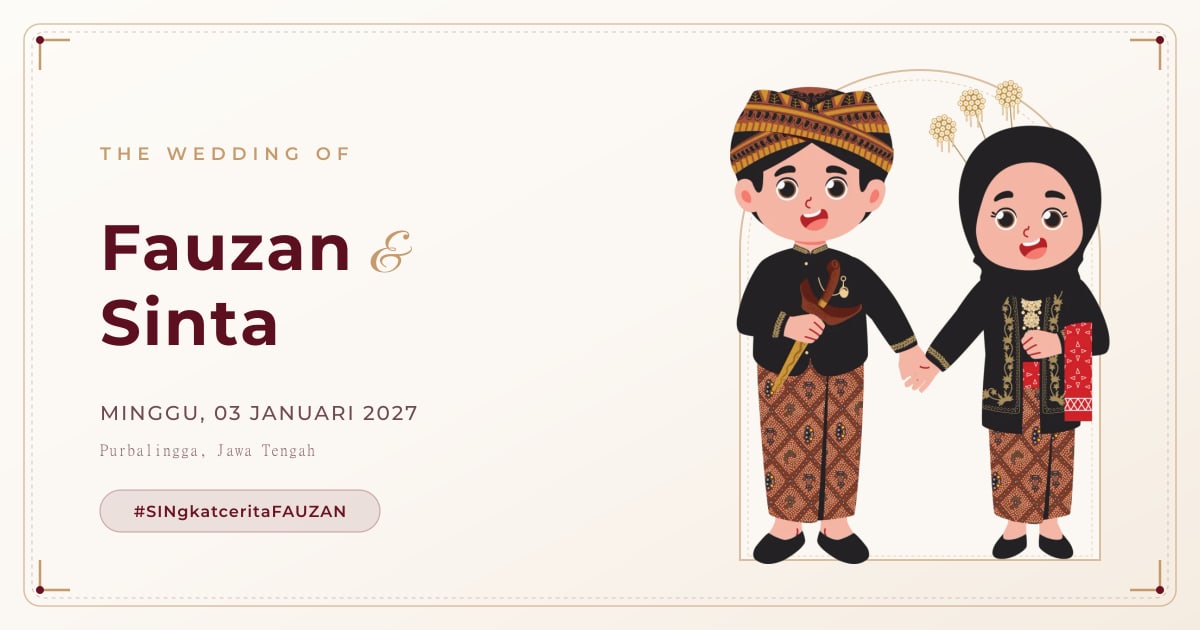 THE WEDDING OF
Fauzan &
Sinta
MINGGU, 03 JANUARI 2027
Purbalingga, Jawa Tengah
#SINgkatceritaFAUZAN